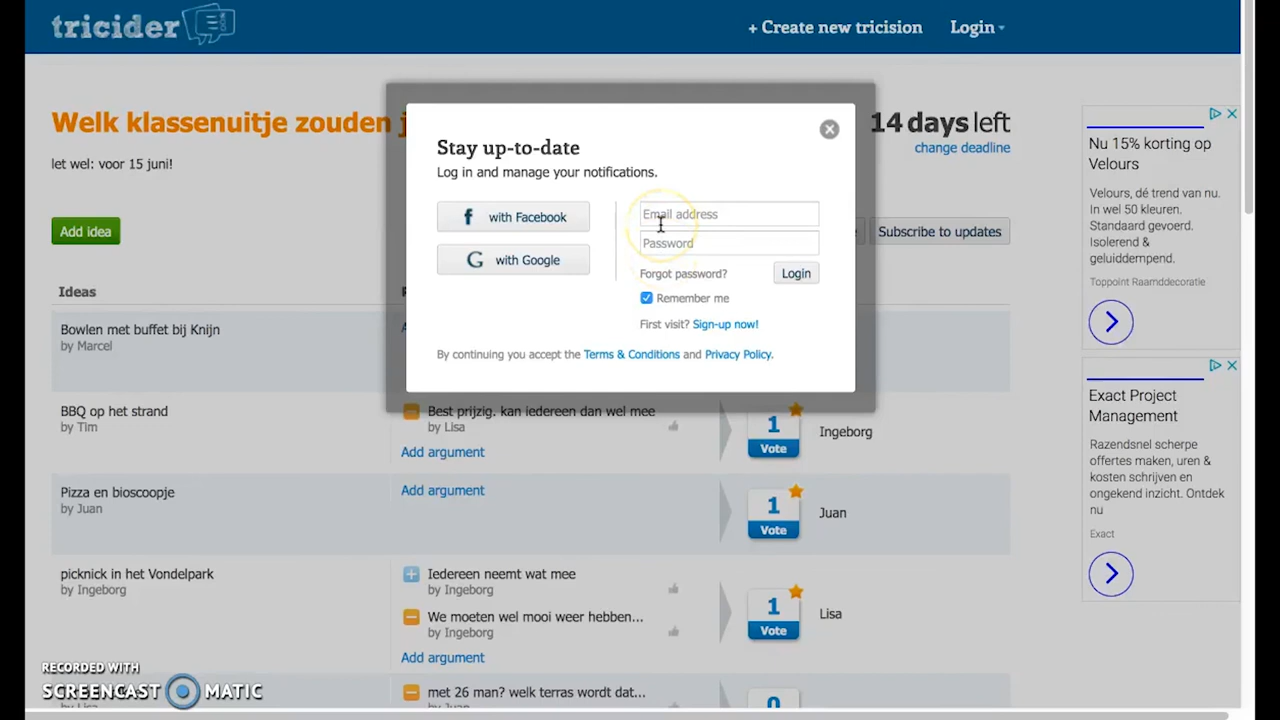 tricider
+ Create new tricision
Login
Welk klassenuitje zouden j
14 days left
let wel: voor 15 juni!
change deadline
Stay up-to-date
Log in and manage your notifications.
with Facebook
with Google
Email address
Password
Forgot password?
Login
Remember me
First visit? Sign-up now!
By continuing you accept the Terms & Conditions and Privacy Policy.
Add idea
Subscribe to updates
Ideas
Bowlen met buffet bij Knijn
by Marcel
BBQ op het strand
by Tim
Best prijzig. kan iedereen dan wel mee
by Lisa
Add argument
1
Vote
Ingeborg
Pizza en bioscoopje
by Juan
Add argument
1
Vote
Juan
picknick in het Vondelpark
by Ingeborg
Iedereen neemt wat mee
by Ingeborg
We moeten wel mooi weer hebben...
by Ingeborg
Add argument
1
Vote
Lisa
met 26 man? welk terras wordt dat...
by Juan
0
Nu 15% korting op
Velours
Velours, dé trend van nu.
In wel 50 kleuren.
Standaard gevoerd.
Isolerend &
geluiddempend.
Toppoint Raamddecoratie
Exact Project
Management
Razendsnel scherpe
offertes maken, uren &
kosten schrijven en
ongekend inzicht. Ontdek
nu
Exact
RECORDED WITH
SCREENCAST MATIC